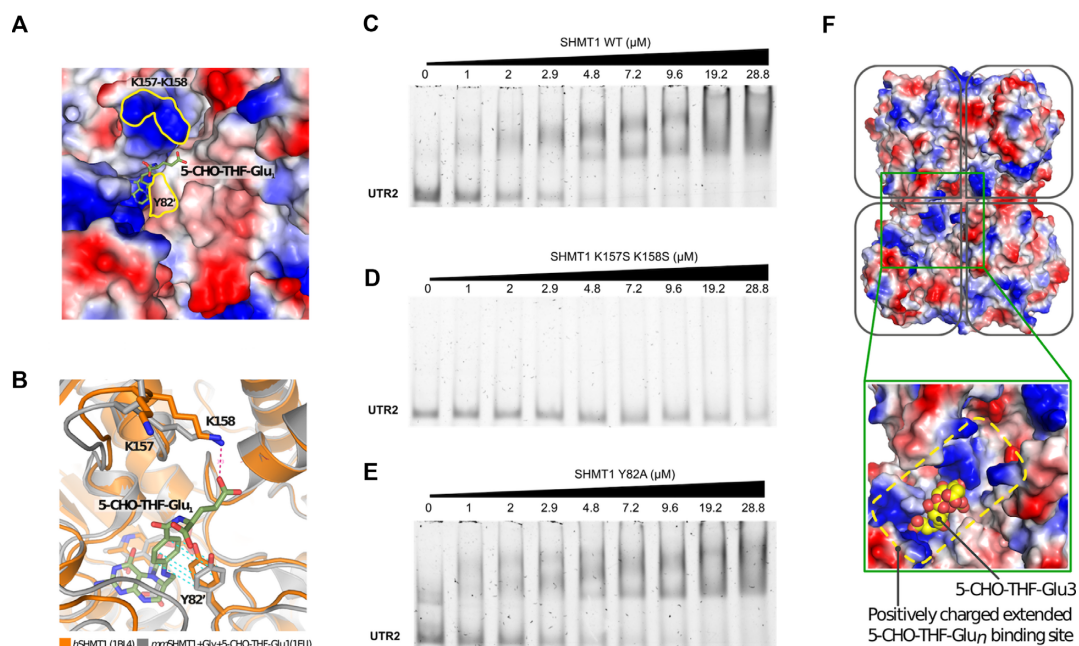 A
K157-K158
5-CHO-THF-Glu1
Y82'
B
K158
K157
5-CHO-THF-Glu1
Y82'
C
SHMT1 WT (μM)
0 1 2 2.9 4.8 7.2 9.6 19.2 28.8
UTR2
D
SHMT1 K157S K158S (μM)
0 1 2 2.9 4.8 7.2 9.6 19.2 28.8
UTR2
E
SHMT1 Y82A (μM)
0 1 2 2.9 4.8 7.2 9.6 19.2 28.8
UTR2
F
5-CHO-THF-Glu3
Positively charged extended
5-CHO-THF-Glun binding site